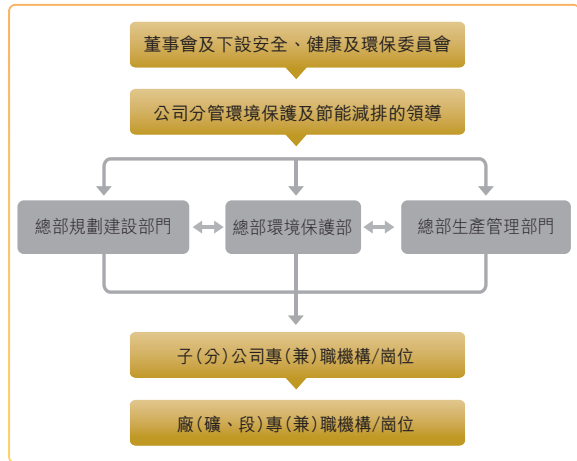 董事會及下設安全、健康及環保委員會
公司分管環境保護及節能減排的領導
總部規劃建設部門
總部環境保護部
總部生產管理部門
子(分)公司專(兼)職機構/崗位
廠(礦、段)專(兼)職機構/崗位